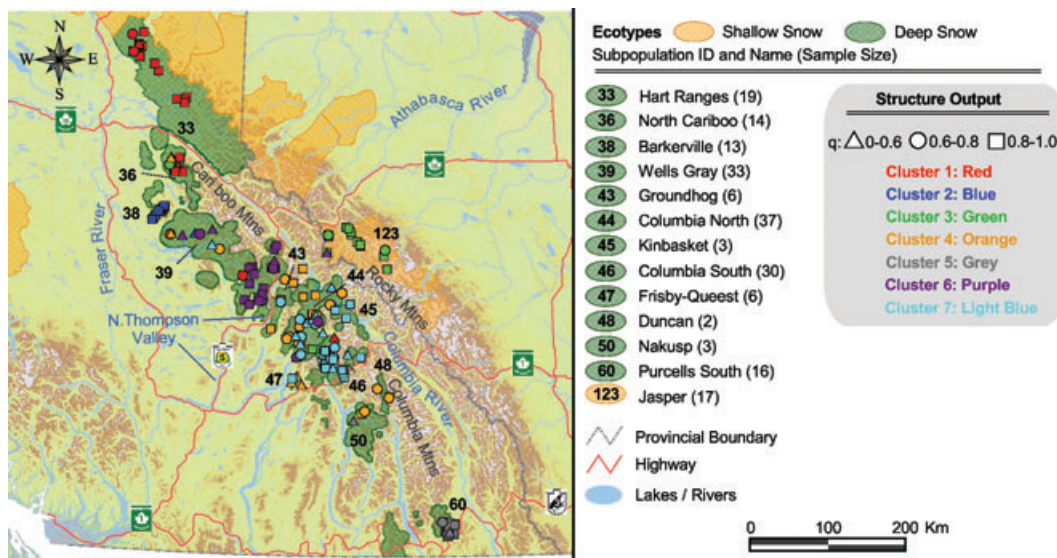 N
W E
S
33
Athabasca River
Cariboo Mtns
36
38
Fraser River
39
43
123
44
Rocky Mtns
45
N.Thompson
Valley
5
Columbia River
1
47
48
46
Columbia Mtns
50
60
1
Ecotypes Shallow Snow Deep Snow
Subpopulation ID and Name (Sample Size)
33 Hart Ranges (19)
36 North Cariboo (14)
38 Barkerville (13)
39 Wells Gray (33)
43 Groundhog (6)
44 Columbia North (37)
45 Kinbasket (3)
46 Columbia South (30)
47 Frisby-Queest (6)
48 Duncan (2)
50 Nakusp (3)
60 Purcells South (16)
123 Jasper (17)
Provincial Boundary
Highway
Lakes / Rivers
Structure Output
q: 0-0.6 0.6-0.8 0.8-1.0
Cluster 1: Red
Cluster 2: Blue
Cluster 3: Green
Cluster 4: Orange
Cluster 5: Grey
Cluster 6: Purple
Cluster 7: Light Blue
0 100 200 Km